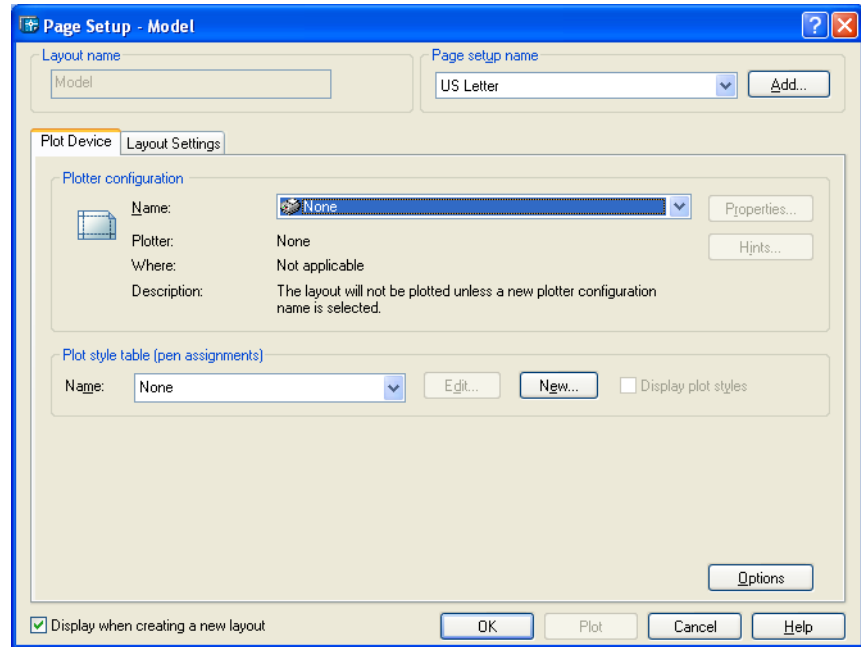 Page Setup - Model
Layout name
Model
Page setup name
US Letter
Add...
Plot Device
Layout Settings
Plotter configuration
Name:
None
Properties...
Plotter:
None
Hints...
Where:
Not applicable
Description:
The layout will not be plotted unless a new plotter configuration
name is selected.
Plot style table (pen assignments)
Name:
None
Edit...
New...
Display plot styles
Options
Display when creating a new layout
OK
Plot
Cancel
Help